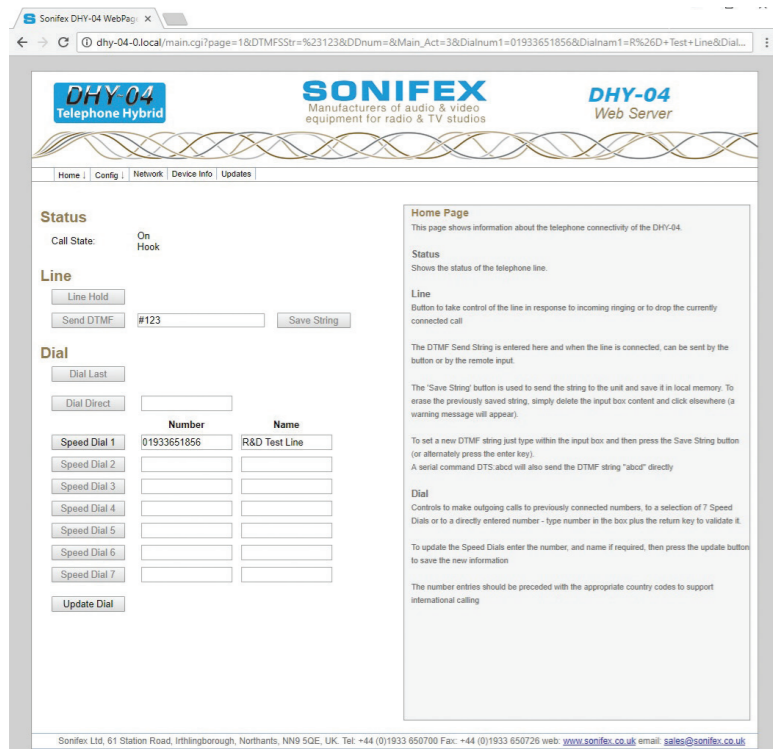 Sonifex DHY-04 WebPage
dhy-04-0.local/main.cgi?page=1&DTMFSStr=%23123&DDnum=&Main_Act=3&Dialnum1=01933651856&Dialnam1=R%26D+Test+Line&Dial...
DHY-04
Telephone Hybrid
SONIFEX
Manufacturers of audio & video
equipment for radio & TV studios
DHY-04
Web Server
Home ↓ Config ↓ Network Device Info Updates
Status
Call State: On
Hook
Line
Line Hold
Send DTMF #123 Save String
Dial
Dial Last
Dial Direct
Number Name
Speed Dial 1 01933651856 R&D Test Line
Speed Dial 2
Speed Dial 3
Speed Dial 4
Speed Dial 5
Speed Dial 6
Speed Dial 7
Update Dial
Home Page
This page shows information about the telephone connectivity of the DHY-04.
Status
Shows the status of the telephone line.
Line
Button to take control of the line in response to incoming ringing or to drop the currently
connected call
The DTMF Send String is entered here and when the line is connected, can be sent by the
button or by the remote input.
The 'Save String' button is used to send the string to the unit and save it in local memory. To
erase the previously saved string, simply delete the input box content and click elsewhere (a
warning message will appear).
To set a new DTMF string just type within the input box and then press the Save String button
(or alternately press the enter key).
A serial command DTS:abcd will also send the DTMF string "abcd" directly
Dial
Controls to make outgoing calls to previously connected numbers, to a selection of 7 Speed
Dials or to a directly entered number - type number in the box plus the return key to validate it.
To update the Speed Dials enter the number, and name if required, then press the update button
to save the new information
The number entries should be preceded with the appropriate country codes to support
international calling
Sonifex Ltd, 61 Station Road, Irthlingborough, Northants, NN9 5QE, UK. Tel: +44 (0)1933 650700 Fax: +44 (0)1933 650726 web: www.sonifex.co.uk email: sales@sonifex.co.uk